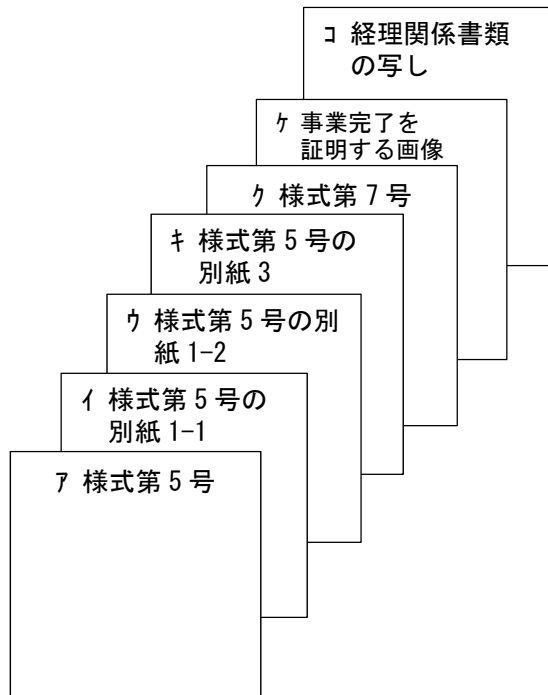 コ 経理関係書類
の写し
ケ 事業完了を
証明する画像
ク 様式第7号
キ 様式第5号の
別紙3
ウ 様式第5号の別
紙1-2
イ 様式第5号の
別紙1-1
ア 様式第5号